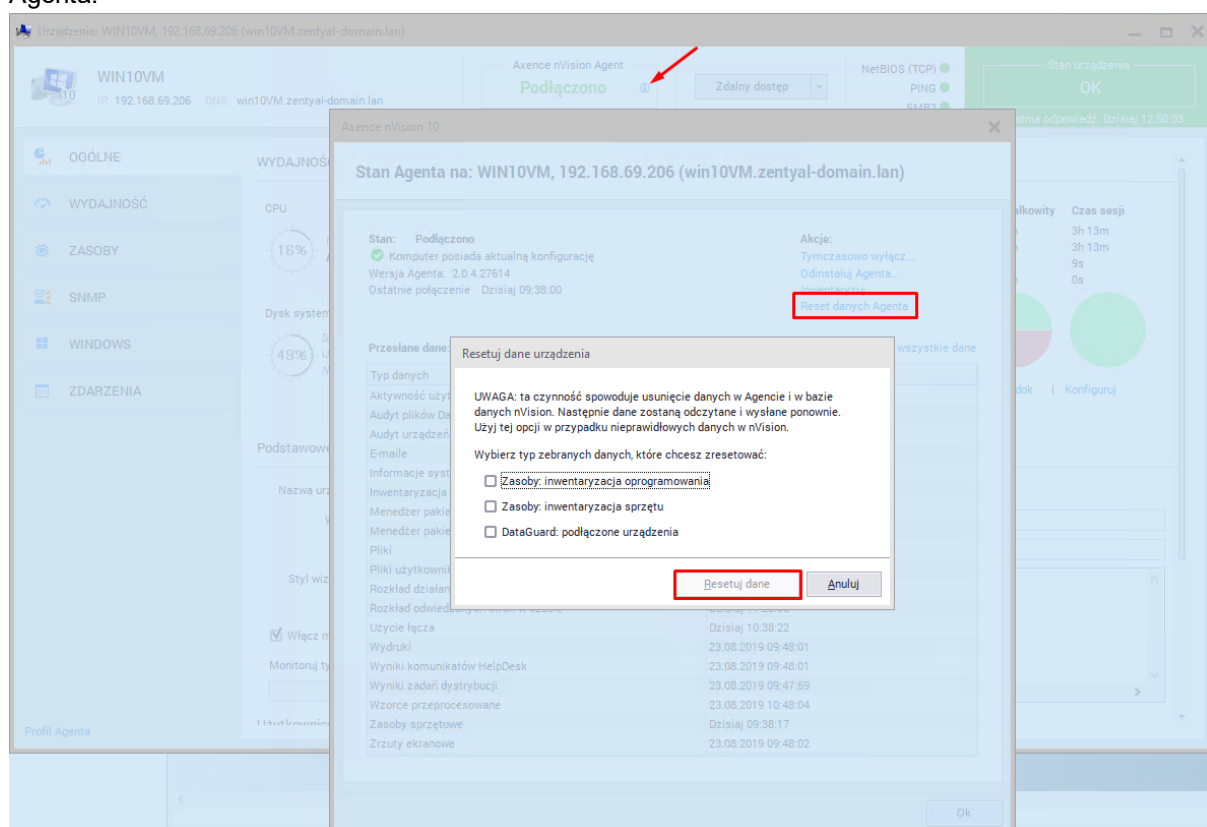 Agenta.
Urządzenie: WIN10VM, 192.168.69.206 (win10VM.zentyal-domain.lan)
WIN10VM
10 IP 192.168.69.206 DNS: win10VM.zentyal-domain.lan
Axence nVision Agent
Podłączono
Zdalny dostęp
NetBIOS (TCP)
PING
SMB3
Stan urządzenia
OK
odpowiedź: Dzisiaj 12:50:03
OGÓLNE
WYDAJNOŚĆ
ZASOBY
SNMP
WINDOWS
ZDARZENIA
Profil Agenta
WYDAJNOŚ
CPU
16%
Dysk system
48%
Podstawowe
Nazwa urz
Styl wiz
Włącz m
Monitoruj ty
Axence nVision 10
Stan Agenta na: WIN10VM, 192.168.69.206 (win10VM.zentyal-domain.lan)
Stan: Podłączono
Komputer posiada aktualną konfigurację
Wersja Agenta: 2.0.4.27614
Ostatnie połączenie Dzisiaj 09:38:00
Akcje:
Tymczasowo wyłącz...
Odinstaluj Agenta...
Inwentaryzuj
Reset danych Agenta
Przesłane dane:
wszystkie dane
Typ danych
Aktywność użyt
Audyt plików Da
Audyt urządzeń
E-maile
Informacje syst
Inwentaryzacja
Menedżer pakie
Menedżer pakie
Pliki
Pliki użytkownik
Rozkład działan
Rozkład odwied
Użycie łącza Dzisiaj 10:38:22
Wydruki 23.08.2019 09:48:01
Wyniki komunikatów HelpDesk 23.08.2019 09:48:01
Wyniki zadań dystrybucji 23.08.2019 09:47:59
Wzorce przeprocesowane 23.08.2019 10:48:04
Zasoby sprzętowe Dzisiaj 09:38:17
Zrzuty ekranowe 23.08.2019 09:48:02
Ok
Resetuj dane urządzenia
UWAGA: ta czynność spowoduje usunięcie danych w Agencie i w bazie
danych nVision. Następnie dane zostaną odczytane i wysłane ponownie.
Użyj tej opcji w przypadku nieprawidłowych danych w nVision.
Wybierz typ zebranych danych, które chcesz zresetować:
Zasoby: inwentaryzacja oprogramowania
Zasoby: inwentaryzacja sprzętu
DataGuard: podłączone urządzenia
Resetuj dane
Anuluj
ałkowity Czas sesji
3h 13m
3h 13m
9s
0s
dok | Konfiguruj